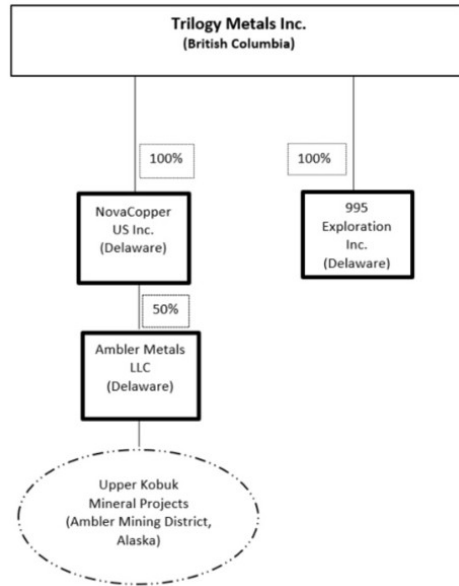 Trilogy Metals Inc.
(British Columbia)
100%
100%
NovaCopper
US Inc.
(Delaware)
995
Exploration
Inc.
(Delaware)
50%
Ambler Metals
LLC
(Delaware)
Upper Kobuk
Mineral Projects
(Ambler Mining District,
Alaska)